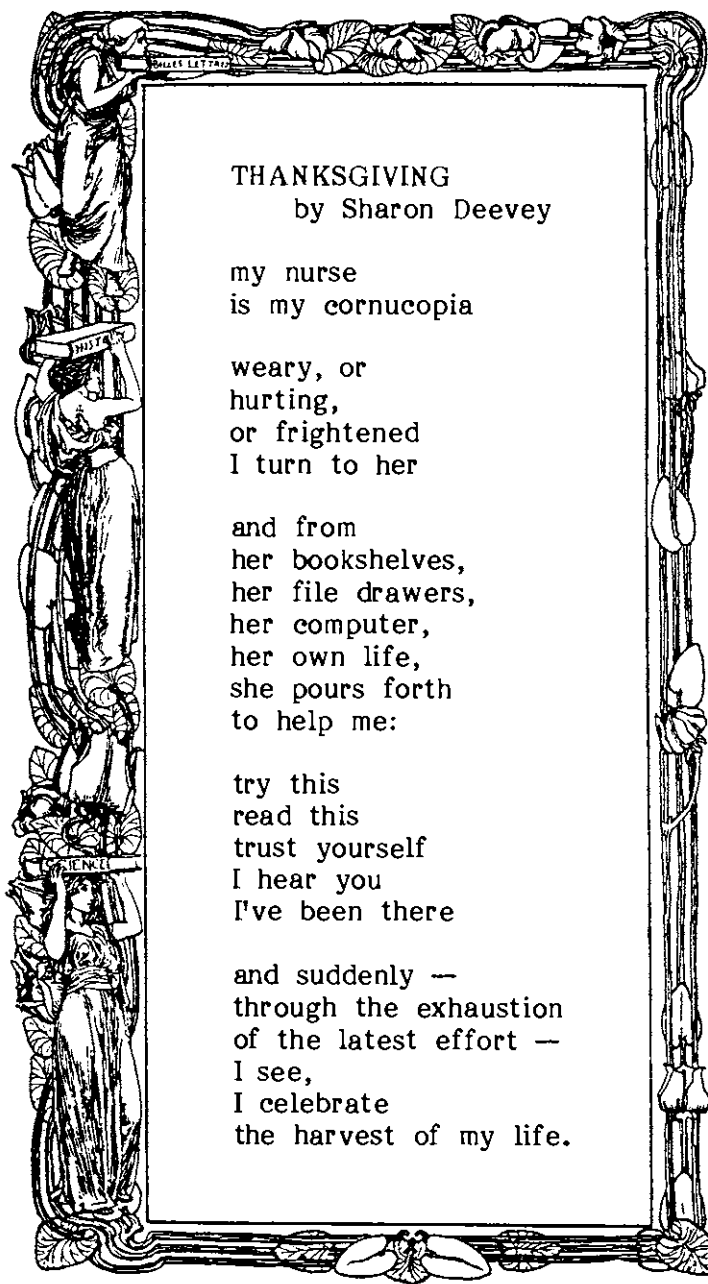 BELLES LETTRES
THANKSGIVING
by Sharon Deevey
my nurse
is my cornucopia
HISTORY
weary, or
hurting,
or frightened
I turn to her
and from
her bookshelves,
her file drawers,
her computer,
her own life,
she pours forth
to help me:
try this
read this
trust yourself
I hear you
I've been there
SCIENCE
and suddenly —
through the exhaustion
of the latest effort —
I see,
I celebrate
the harvest of my life.